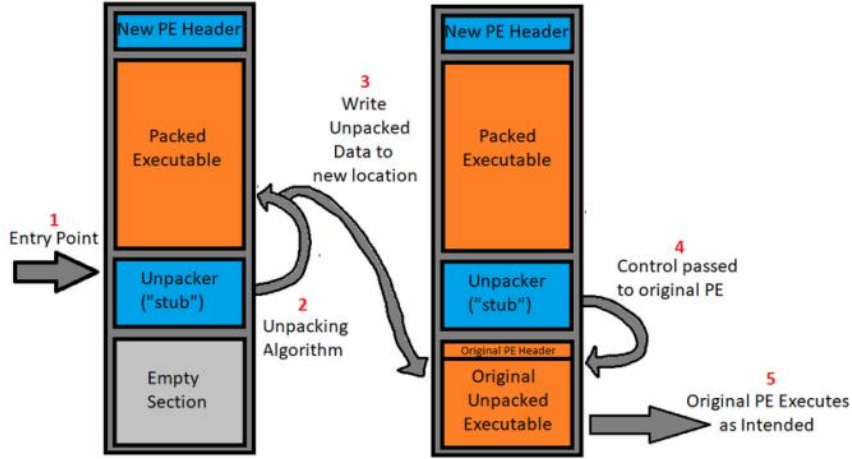 New PE Header
Packed
Executable
Unpacker
("stub")
Empty
Section
1
Entry Point
2
Unpacking
Algorithm
3
Write
Unpacked
Data to
new location
New PE Header
Packed
Executable
Unpacker
("stub")
Original PE Header
Original
Unpacked
Executable
4
Control passed
to original PE
5
Original PE Executes
as Intended